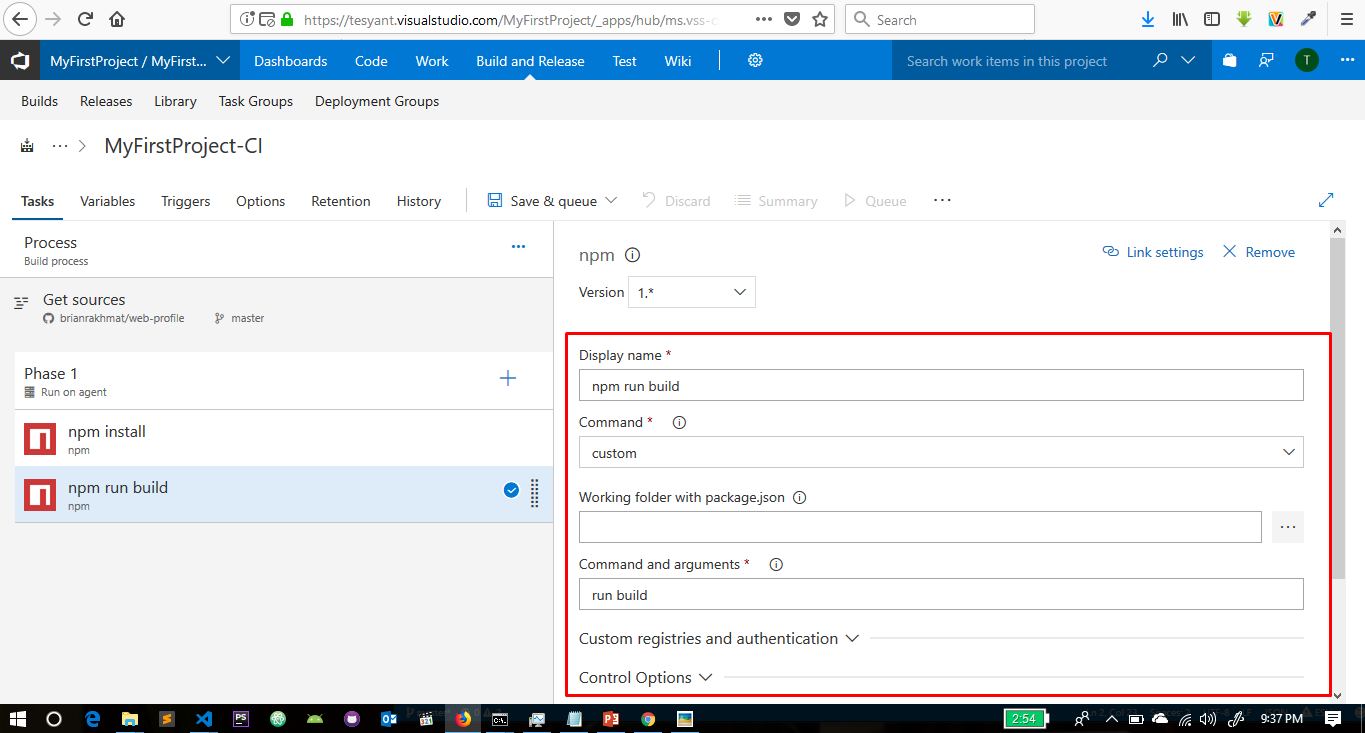 https://tesyant.visualstudio.com/MyFirstProject/_apps/hub/ms.vss-c
Search
MyFirstProject / MyFirst...
Dashboards
Code
Work
Build and Release
Test
Wiki
Search work items in this project
T
Builds
Releases
Library
Task Groups
Deployment Groups
MyFirstProject-CI
Tasks
Variables
Triggers
Options
Retention
History
Save & queue
Discard
Summary
Queue
Process
Build process
Get sources
brianrakhmat/web-profile
master
Phase 1
Run on agent
npm install
npm
npm run build
npm
npm
Link settings
Remove
Version
1.*
Display name *
npm run build
Command *
custom
Working folder with package.json
Command and arguments *
run build
Custom registries and authentication
Control Options
2:54
9:37 PM